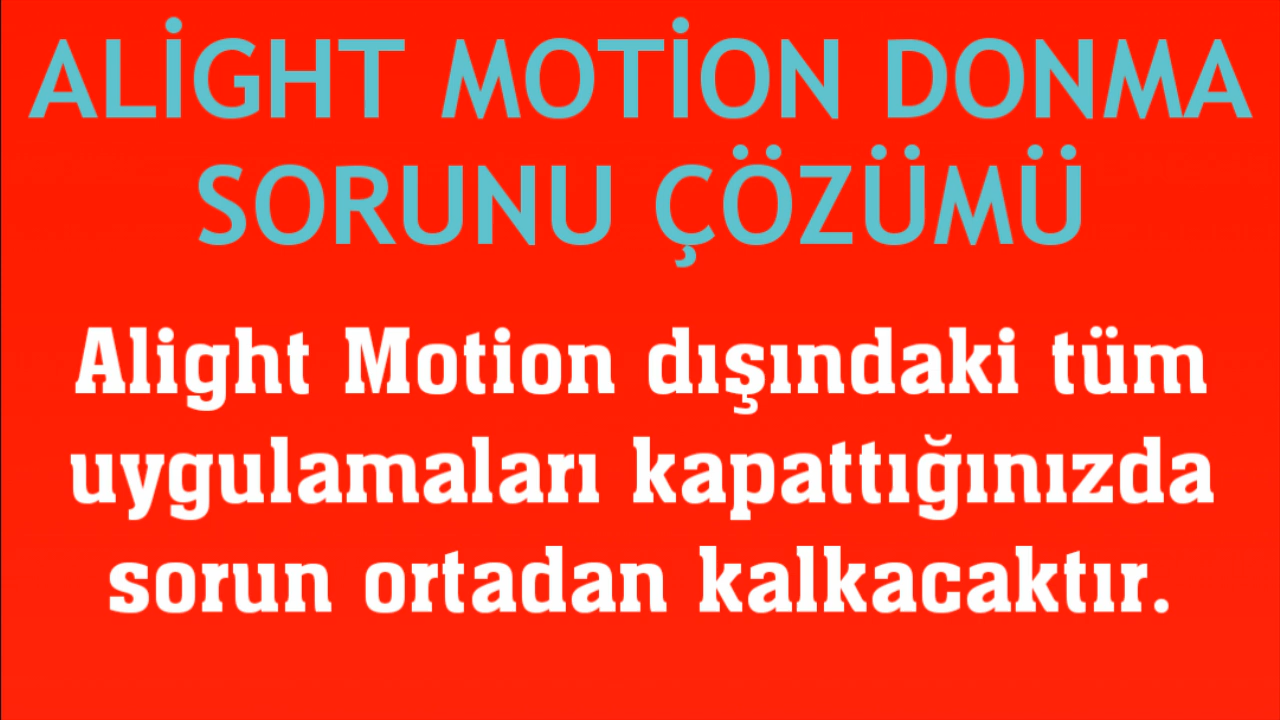 ALİGHT MOTİON DONMA
SORUNU ÇÖZÜMÜ
Alight Motion dışındaki tüm
uygulamaları kapattığınızda
sorun ortadan kalkacaktır.